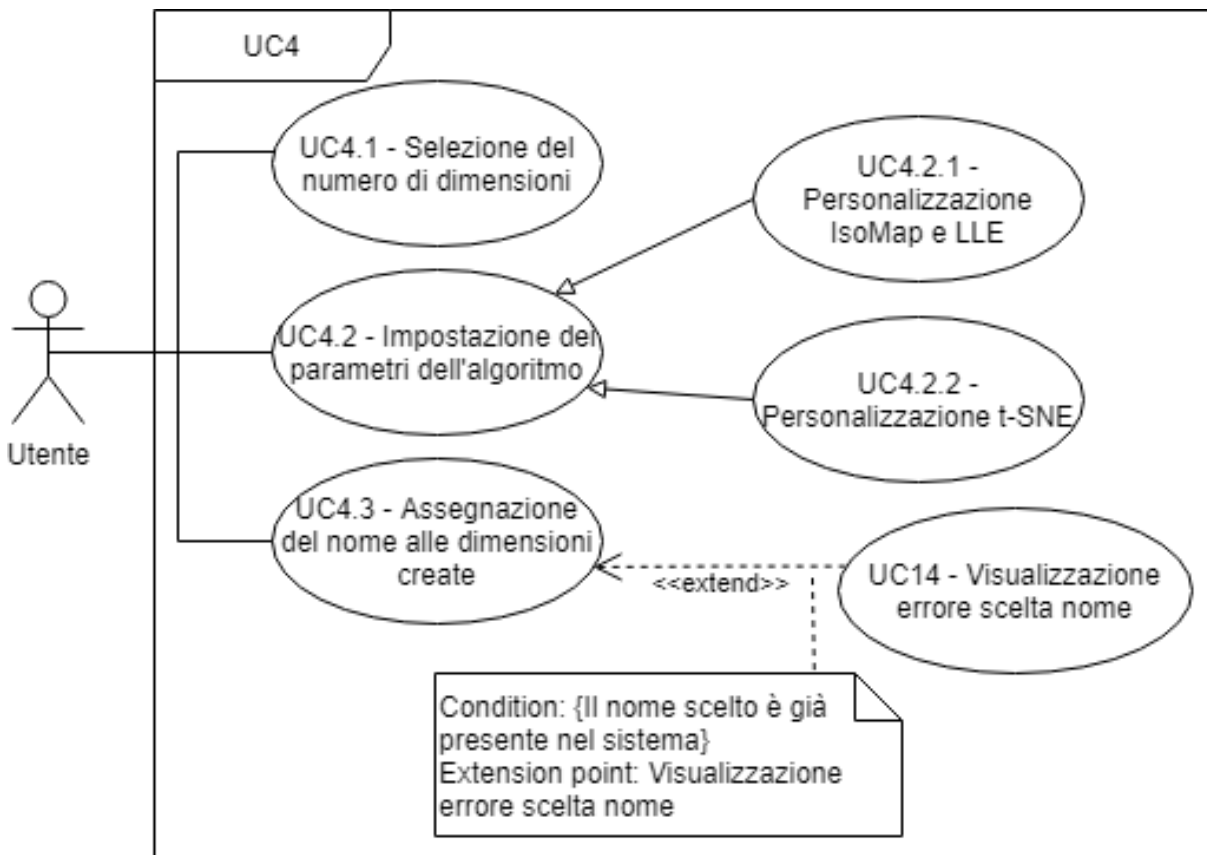 UC4
UC4.1 - Selezione del
numero di dimensioni
UC4.2.1 -
Personalizzazione
IsoMap e LLE
UC4.2 - Impostazione dei
parametri dell'algoritmo
UC4.2.2 -
Personalizzazione t-SNE
Utente
UC4.3 - Assegnazione
del nome alle dimensioni
create
<<extend>>
UC14 - Visualizzazione
errore scelta nome
Condition: {Il nome scelto è già
presente nel sistema}
Extension point: Visualizzazione
errore scelta nome